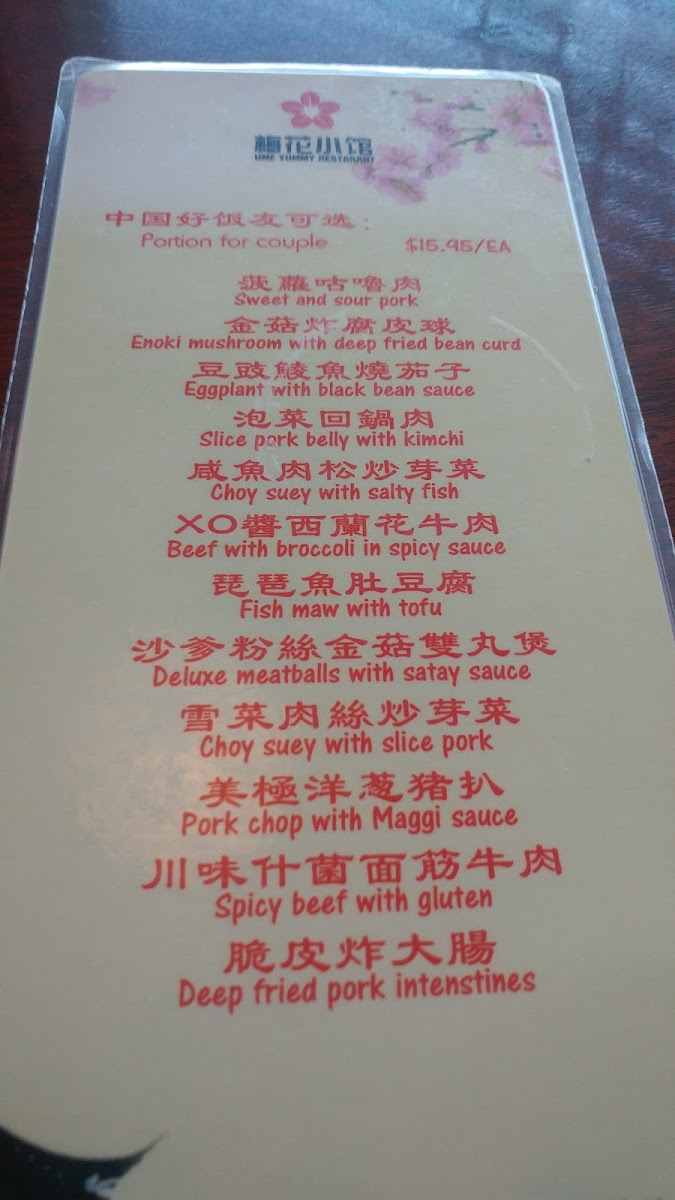 梅花小馆
UME YUMMY RESTARANT
中国好饭友可选：
Portion for couple $15.95/EA
菠蘿咕嚕肉
Sweet and sour pork
金菇炸腐皮球
Enoki mushroom with deep fried bean curd
豆豉鯪魚燒茄子
Eggplant with black bean sauce
泡菜回鍋肉
Slice pork belly with kimchi
咸魚肉松炒芽菜
Choy suey with salty fish
XO醬西蘭花牛肉
Beef with broccoli in spicy sauce
琵琶魚肚豆腐
Fish maw with tofu
沙爹粉絲金菇雙丸煲
Deluxe meatballs with satay sauce
雪菜肉絲炒芽菜
Choy suey with slice pork
美極洋葱猪扒
Pork chop with Maggi sauce
川味什菌面筋牛肉
Spicy beef with gluten
脆皮炸大腸
Deep fried pork intenstines